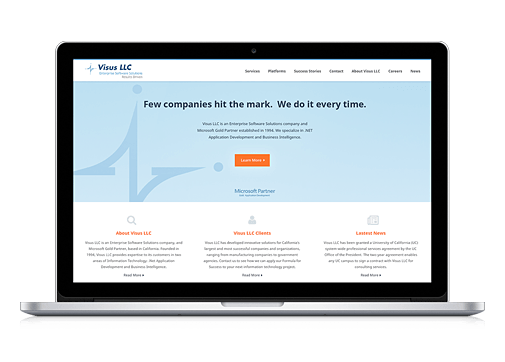 Visus LLC
Enterprise Software Solutions
Results Driven
Services Platforms Success Stories Contact About Visus LLC Careers News
Few companies hit the mark. We do it every time.
Visus LLC is an Enterprise Software Solutions company and
Microsoft Gold Partner established in 1994. We specialize in .NET
Application Development and Business Intelligence.
Learn More
Microsoft Partner
About Visus LLC
Visus LLC is an Enterprise Software Solutions company, and
Microsoft Gold Partner, based in California. Founded in
1994, Visus LLC provides expertise to its customers in two
areas of Information Technology. .Net Application
Development and Business Intelligence.
Read More
Visus LLC Clients
Visus LLC has developed innovative solutions for California's
largest and most successful companies and organizations,
ranging from manufacturing companies to government
agencies. Contact us to see how we can apply our formula for
Success to your next information technology project.
Read More
Lastest News
Visus LLC has been granted a University of California (UC)
system-wide professional services agreement by the UC
Office of the President. The two year agreement enables
any UC campus to sign a contract with Visus LLC for
consulting services.
Read More